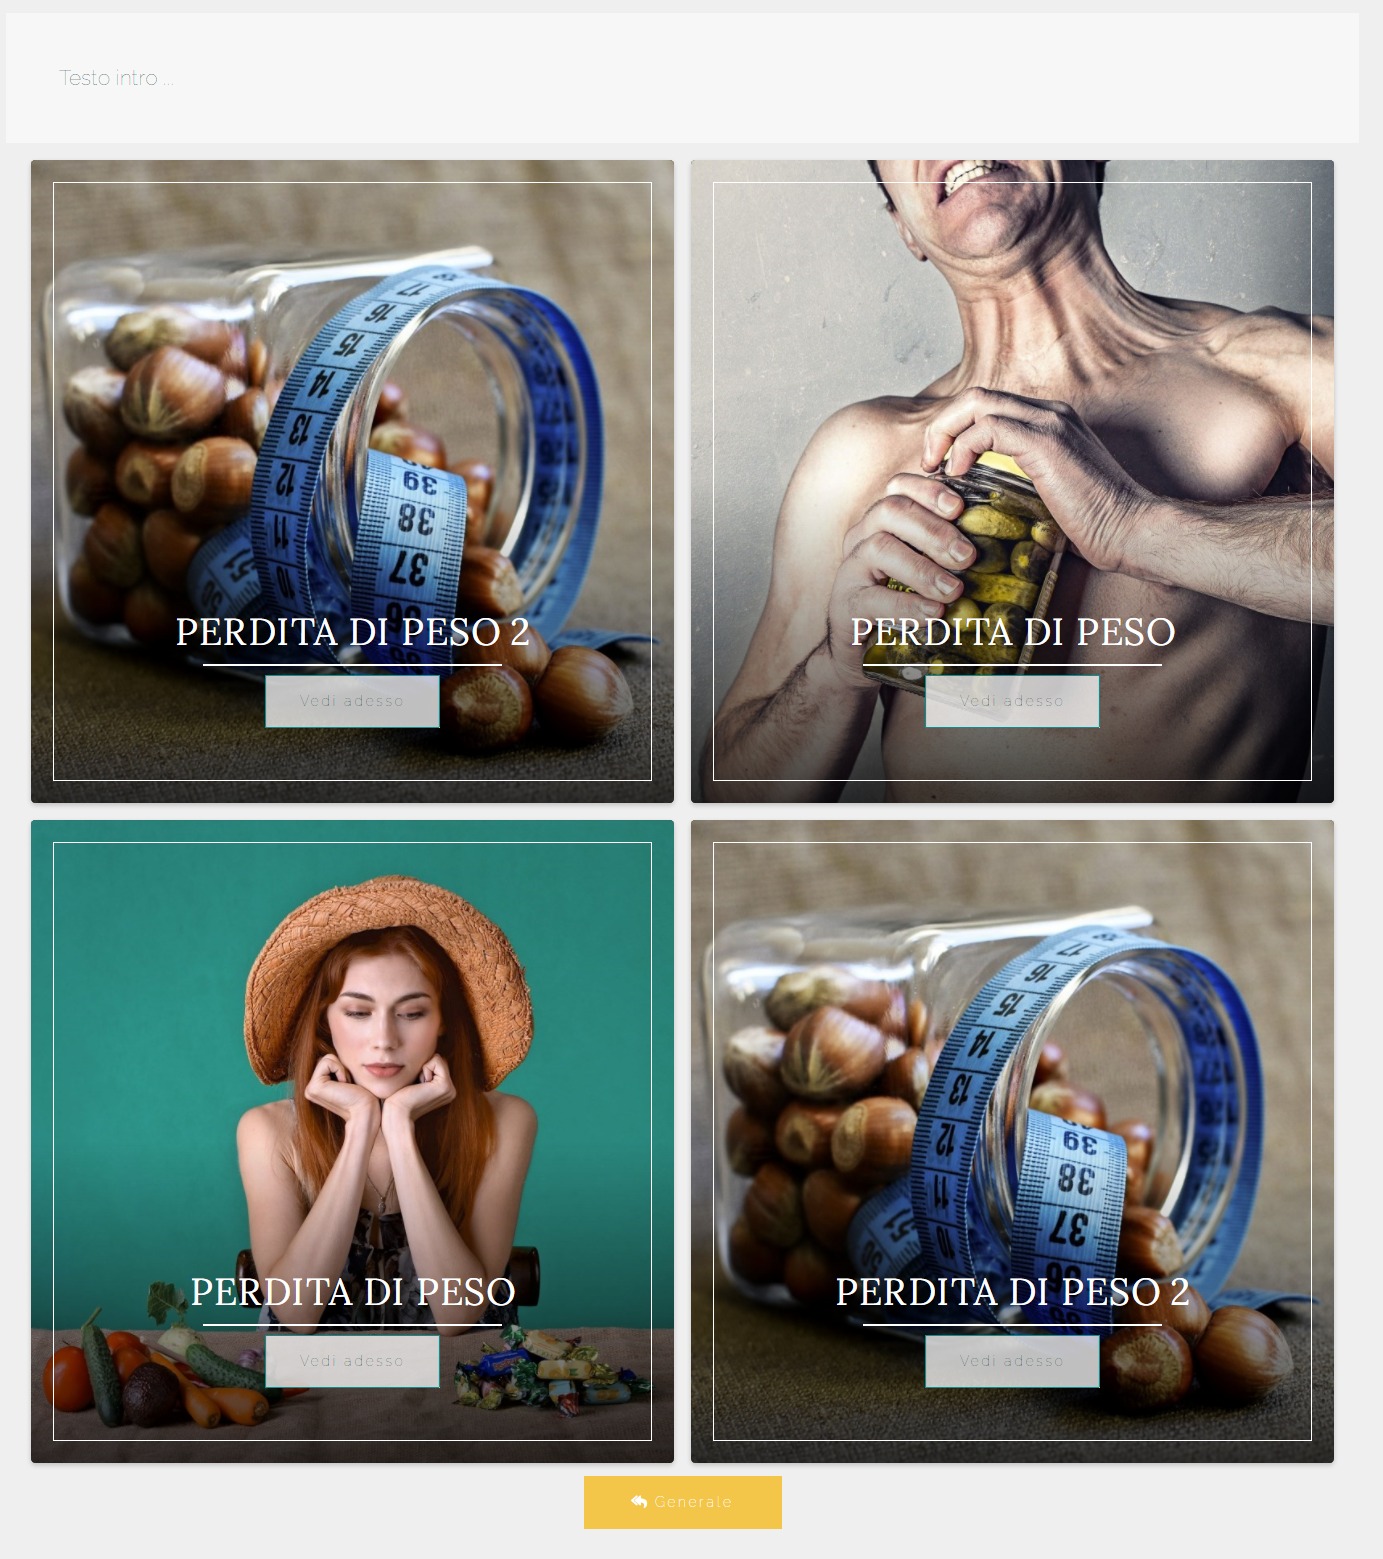 Testo intro ...
PERDITA DI PESO 2
Vedi adesso
PERDITA DI PESO
Vedi adesso
PERDITA DI PESO
Vedi adesso
PERDITA DI PESO 2
Vedi adesso
Generale